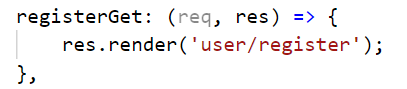 registerGet: (req, res) => {
    res.render('user/register');
},